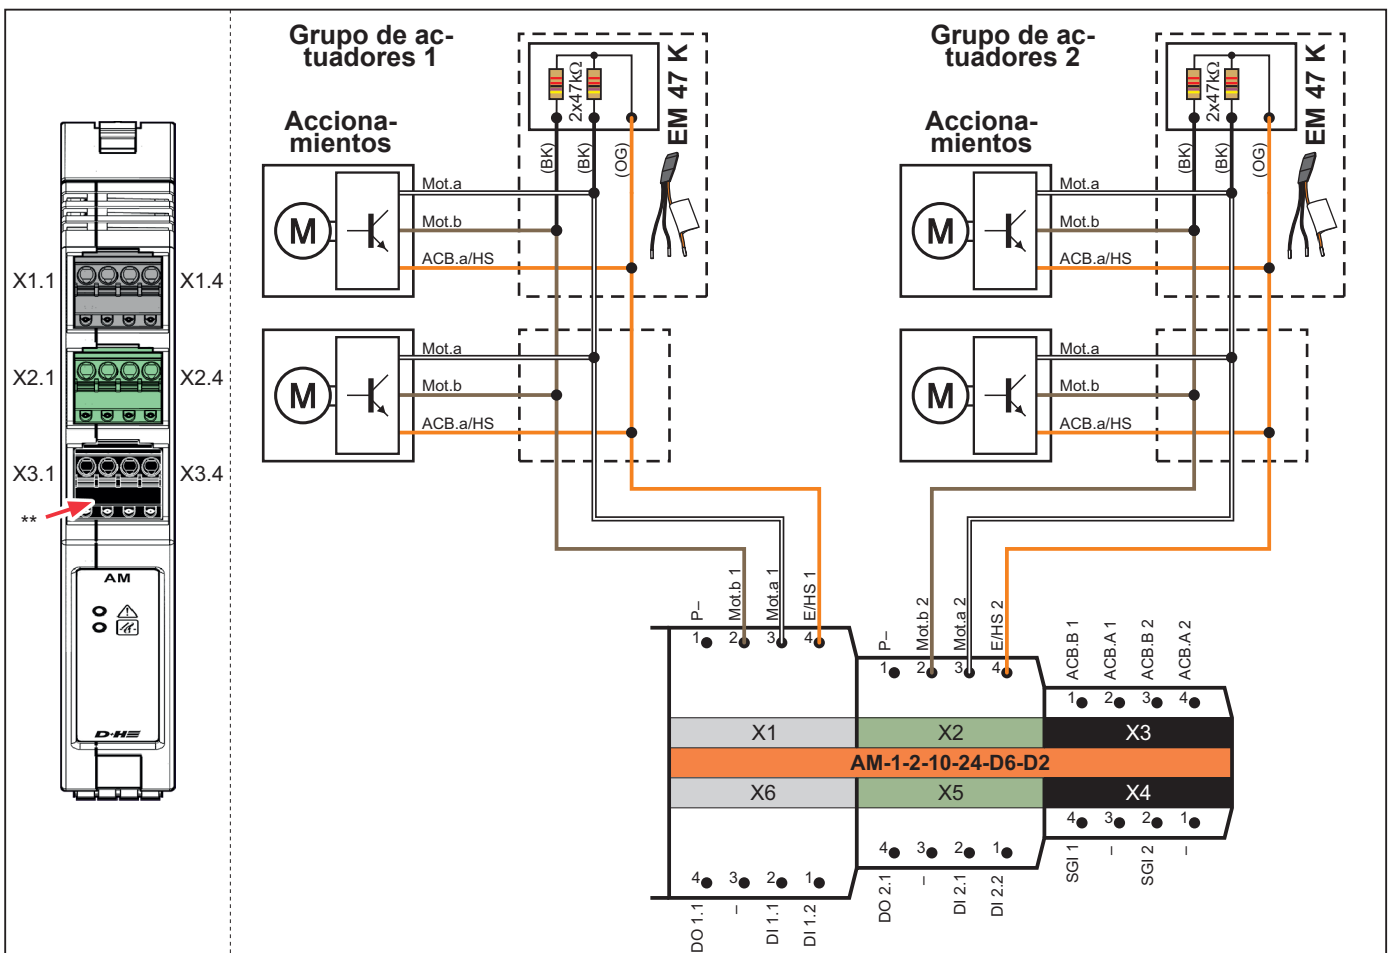 X1.1
X1.4
X2.1
X2.4
X3.1
X3.4
**
AM
D+H
Grupo de ac-
tuadores 1
2x47kΩ
EM 47 K
(BK)
(BK)
(OG)
Acciona-
mientos
M
Mot.a
Mot.b
ACB.a/HS
M
Mot.a
Mot.b
ACB.a/HS
Grupo de ac-
tuadores 2
2x47kΩ
EM 47 K
(BK)
(BK)
(OG)
Acciona-
mientos
M
Mot.a
Mot.b
ACB.a/HS
M
Mot.a
Mot.b
ACB.a/HS
P–
Mot.b 1
Mot.a 1
E/HS 1
1 2 3 4
P–
Mot.b 2
Mot.a 2
E/HS 2
1 2 3 4
ACB.B 1
ACB.A 1
ACB.B 2
ACB.A 2
1 2 3 4
X1 X2 X3
AM-1-2-10-24-D6-D2
X6 X5 X4
4 3 2 1
DO 1.1
–
DI 1.1
DI 1.2
4 3 2 1
DO 2.1
–
DI 2.1
DI 2.2
4 3 2 1
SGI 1
–
SGI 2
–